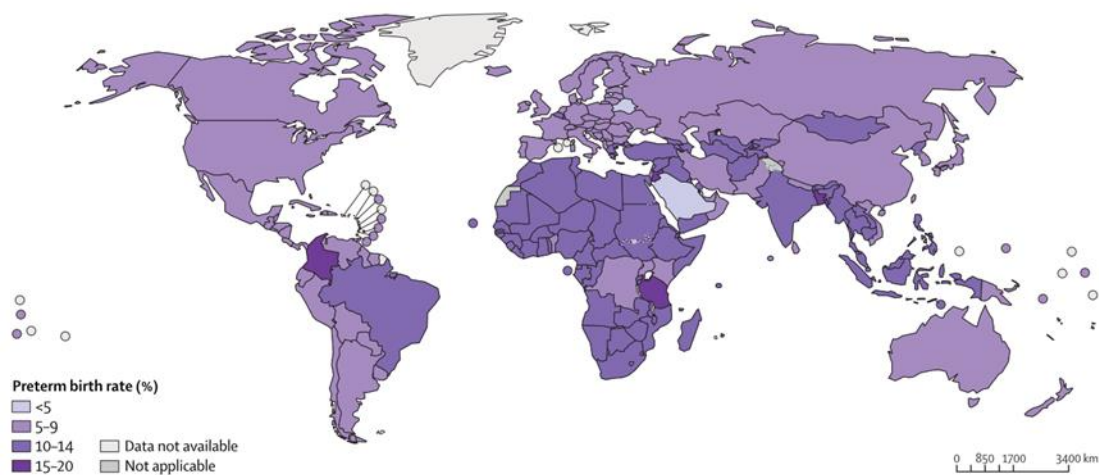 Preterm birth rate (%)
<5
5–9
10–14
15–20
Data not available
Not applicable
0 850 1700 3400 km